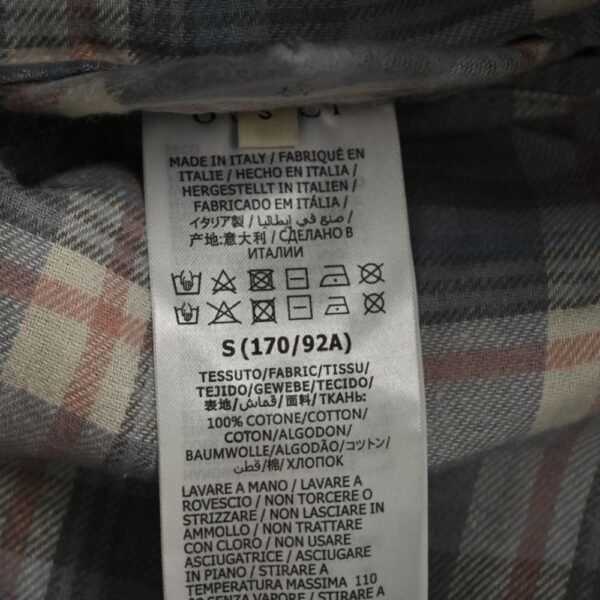 S
MADE IN ITALY / FABRIQUÉ EN
ITALIE / HECHO EN ITALIA /
HERGESTELLT IN ITALIEN /
FABRICADO EM ITÁLIA /
イタリア製 / صنع في إيطاليا /
产地:意大利 / СДЕЛАНО В
ИТАЛИИ
S (170/92A)
TESSUTO/FABRIC/TISSU/
TEJIDO/GEWEBE/TECIDO/
表地/قماش/面料/ТКАНЬ:
100% COTONE/COTTON/
COTON/ALGODON/
BAUMWOLLE/ALGODÃO/コットン/
قطن/棉/ХЛОПОК
LAVARE A MANO / LAVARE A
ROVESCIO / NON TORCERE O
STRIZZARE / NON LASCIARE IN
AMMOLLO / NON TRATTARE
CON CLORO / NON USARE
ASCIUGATRICE / ASCIUGARE
IN PIANO / STIRARE A
TEMPERATURA MASSIMA 110
SENZA VAPORE / STIRARE A